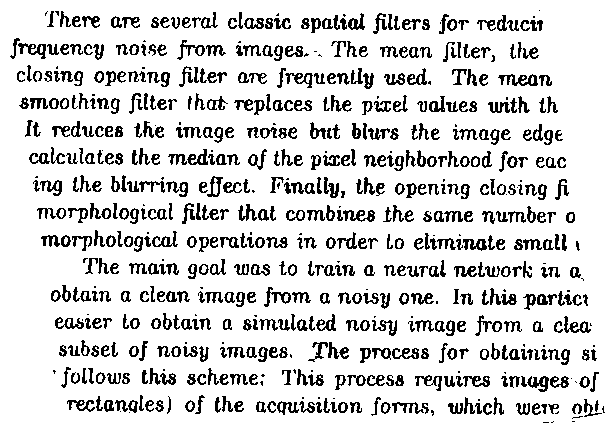 There are several classic spatial filters for reducin
frequency noise from images. The mean filter, the
closing opening filter are frequently used. The mean
smoothing filter that replaces the pixel values with th
It reduces the image noise but blurs the image edge
calculates the median of the pixel neighborhood for eac
ing the blurring effect. Finally, the opening closing fi
morphological filter that combines the same number o
morphological operations in order to eliminate small
The main goal was to train a neural network in a
obtain a clean image from a noisy one. In this partic
easier to obtain a simulated noisy image from a clea
subset of noisy images. The process for obtaining si
follows this scheme: This process requires images of
rectangles) of the acquisition forms, which were obt